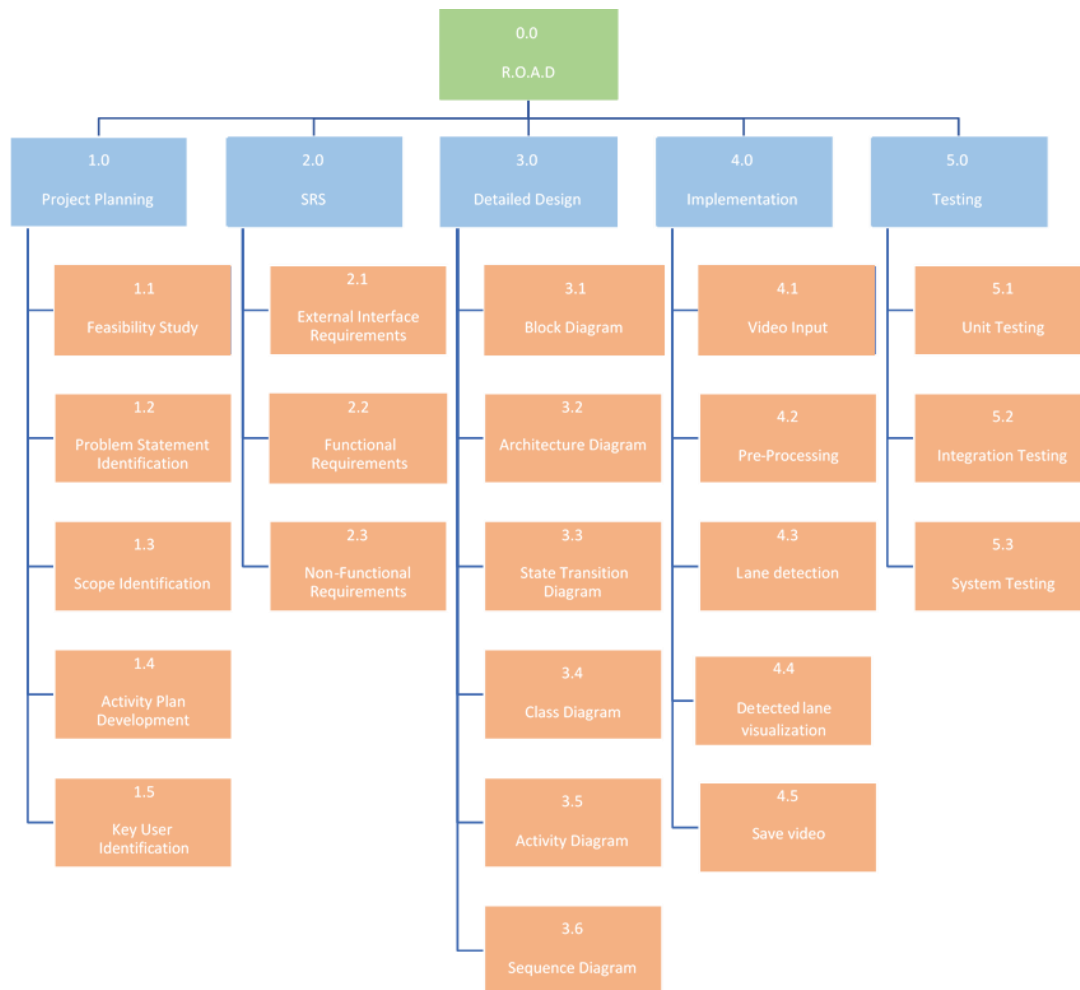 0.0
R.O.A.D
1.0
Project Planning
2.0
SRS
3.0
Detailed Design
4.0
Implementation
5.0
Testing
1.1
Feasibility Study
1.2
Problem Statement
Identification
1.3
Scope Identification
1.4
Activity Plan
Development
1.5
Key User
Identification
2.1
External Interface
Requirements
2.2
Functional
Requirements
2.3
Non-Functional
Requirements
3.1
Block Diagram
3.2
Architecture Diagram
3.3
State Transition
Diagram
3.4
Class Diagram
3.5
Activity Diagram
3.6
Sequence Diagram
4.1
Video Input
4.2
Pre-Processing
4.3
Lane detection
4.4
Detected lane
visualization
4.5
Save video
5.1
Unit Testing
5.2
Integration Testing
5.3
System Testing